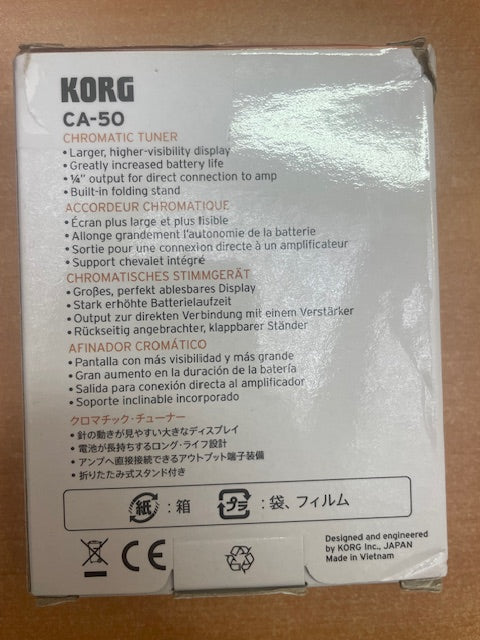 KORG
CA-50
CHROMATIC TUNER
• Larger, higher-visibility display
• Greatly increased battery life
• ¼" output for direct connection to amp
• Built-in folding stand
ACCORDEUR CHROMATIQUE
• Écran plus large et plus lisible
• Allonge grandement l'autonomie de la batterie
• Sortie pour une connexion directe à un amplificateur
• Support chevalet intégré
CHROMATISCHES STIMMGERÄT
• Großes, perfekt ablesbares Display
• Stark erhöhte Batterielaufzeit
• Output zur direkten Verbindung mit einem Verstärker
• Rückseitig angebrachter, klappbarer Ständer
AFINADOR CROMÁTICO
• Pantalla con más visibilidad y más grande
• Gran aumento en la duración de la batería
• Salida para conexión directa al amplificador
• Soporte inclinable incorporado
クロマチック・チューナー
• 針の動きが見やすい大きなディスプレイ
• 電池が長持ちするロング・ライフ設計
• アンプへ直接接続できるアウトプット端子装備
• 折りたたみ式スタンド付き
紙：箱 プラ：袋、フィルム
CE
Designed and engineered
by KORG Inc., JAPAN
Made in Vietnam